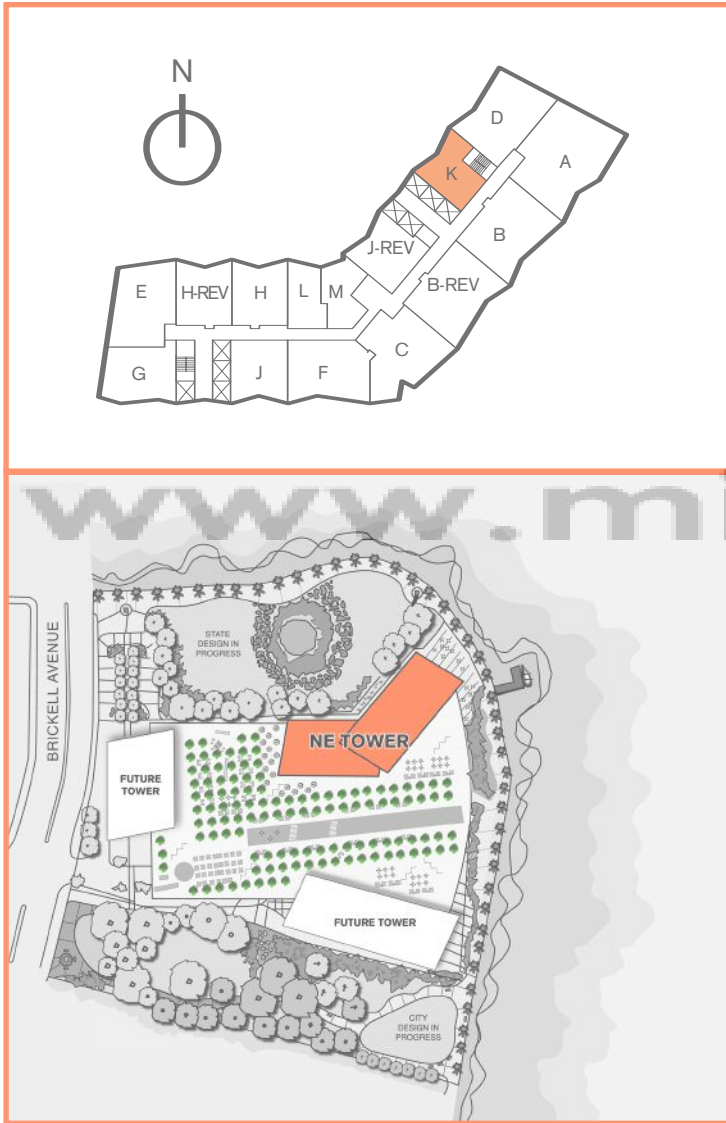 N
D
K
A
B
J-REV
B-REV
E
H-REV
H
L
M
C
G
J
F
www.m
BRICKELL AVENUE
STATE
DESIGN IN
PROGRESS
NE TOWER
FUTURE
TOWER
FUTURE TOWER
CITY
DESIGN IN
PROGRESS